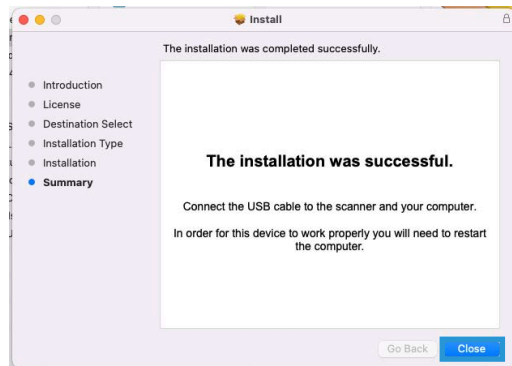 Install
The installation was completed successfully.
Introduction
License
Destination Select
Installation Type
Installation
Summary
The installation was successful.
Connect the USB cable to the scanner and your computer.
In order for this device to work properly you will need to restart
the computer.
Go Back
Close